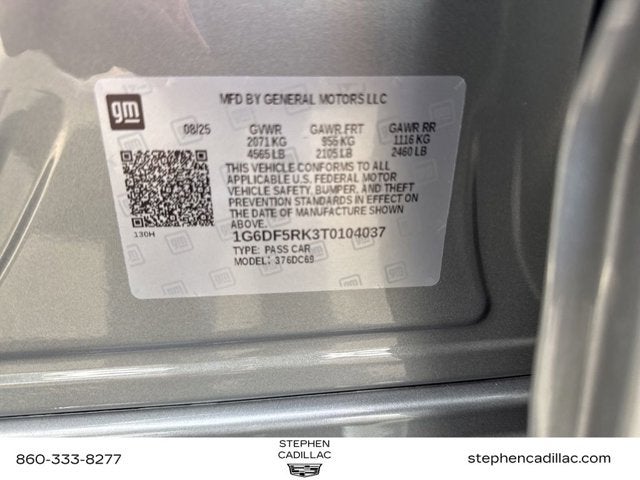 gm
MFD BY GENERAL MOTORS LLC
08/25 GVWR GAWR FRT GAWR RR
2071 KG 955 KG 1116 KG
4565 LB 2105 LB 2460 LB
THIS VEHICLE CONFORMS TO ALL
APPLICABLE U.S. FEDERAL MOTOR
VEHICLE SAFETY, BUMPER, AND THEFT
PREVENTION STANDARDS IN EFFECT ON
THE DATE OF MANUFACTURE SHOWN
ABOVE.
130H
1G6DF5RK3T0104037
TYPE: PASS CAR
MODEL: 376DC69
860-333-8277
STEPHEN
CADILLAC
stephencadillac.com